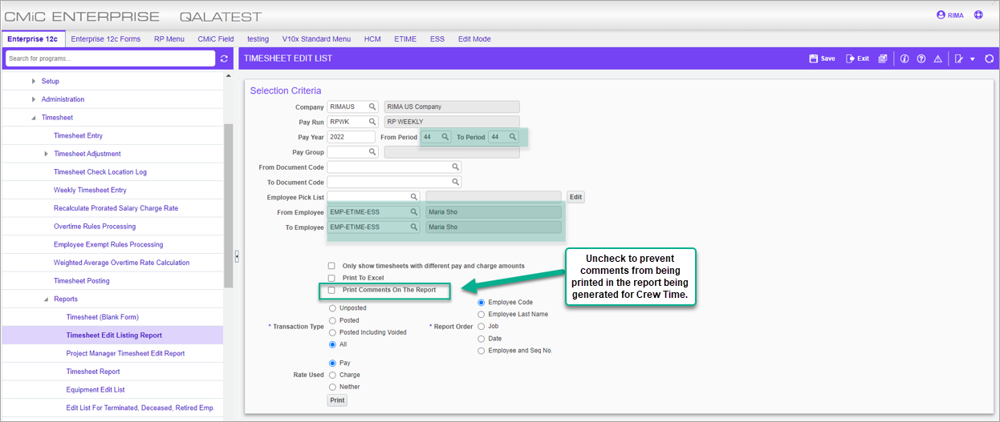 CMiC ENTERPRISE QALATEST
RIMA
Enterprise 12c Enterprise 12c Forms RP Menu CMiC Field testing V10x Standard Menu HCM ETIME ESS Edit Mode
Search for programs...
TIMESHEET EDIT LIST
Save Exit
Setup
Administration
Timesheet
Timesheet Entry
Timesheet Adjustment
Timesheet Check Location Log
Weekly Timesheet Entry
Recalculate Prorated Salary Charge Rate
Overtime Rules Processing
Employee Exempt Rules Processing
Weighted Average Overtime Rate Calculation
Timesheet Posting
Reports
Timesheet (Blank Form)
Timesheet Edit Listing Report
Project Manager Timesheet Edit Report
Timesheet Report
Equipment Edit List
Edit List For Terminated, Deceased, Retired Emp.
Selection Criteria
Company RIMAUS RIMA US Company
Pay Run RPWK RP WEEKLY
Pay Year 2022 From Period 44 To Period 44
Pay Group
From Document Code
To Document Code
Employee Pick List Edit
From Employee EMP-ETIME-ESS Maria Sho
To Employee EMP-ETIME-ESS Maria Sho
Only show timesheets with different pay and charge amounts
Print To Excel
Print Comments On The Report
Uncheck to prevent
comments from being
printed in the report being
generated for Crew Time.
* Transaction Type
Unposted
Posted
Posted Including Voided
All
* Report Order
Employee Code
Employee Last Name
Job
Date
Employee and Seq No.
Rate Used
Pay
Charge
Neither
Print